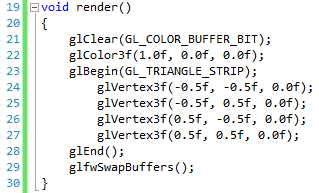 19 void render()
20 {
21 glClear(GL_COLOR_BUFFER_BIT);
22 glColor3f(1.0f, 0.0f, 0.0f);
23 glBegin(GL_TRIANGLE_STRIP);
24 glVertex3f(-0.5f, -0.5f, 0.0f);
25 glVertex3f(-0.5f, 0.5f, 0.0f);
26 glVertex3f(0.5f, -0.5f, 0.0f);
27 glVertex3f(0.5f, 0.5f, 0.0f);
28 glEnd();
29 glfwSwapBuffers();
30 }